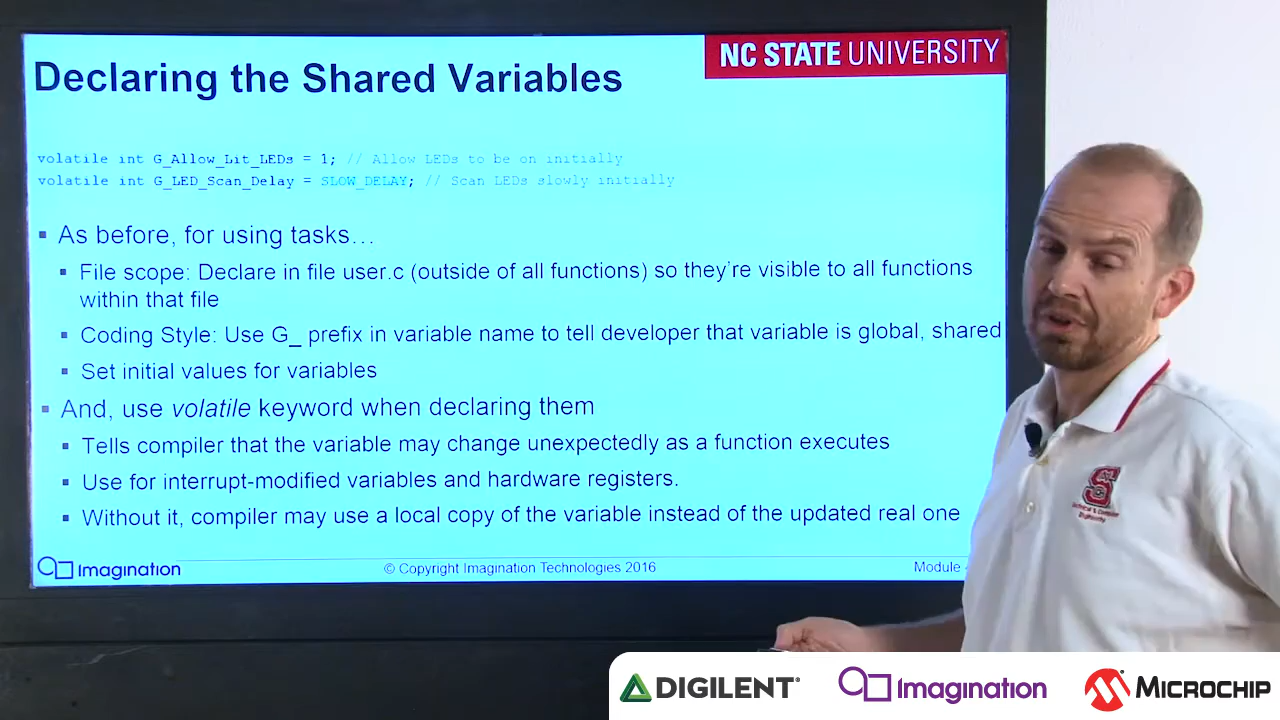 NC STATE UNIVERSITY
Declaring the Shared Variables
volatile int G_Allow_Lit_LEDs = 1; // Allow LEDs to be on initially
volatile int G_LED_Scan_Delay = SLOW_DELAY; // Scan LEDs slowly initially
▪ As before, for using tasks…
▪ File scope: Declare in file user.c (outside of all functions) so they're visible to all functions
within that file
▪ Coding Style: Use G_ prefix in variable name to tell developer that variable is global, shared
▪ Set initial values for variables
▪ And, use volatile keyword when declaring them
▪ Tells compiler that the variable may change unexpectedly as a function executes
▪ Use for interrupt-modified variables and hardware registers.
▪ Without it, compiler may use a local copy of the variable instead of the updated real one
Imagination
© Copyright Imagination Technologies 2016
Module
S
Electrical & Computer
Engineering
DIGILENT®
Imagination
MICROCHIP